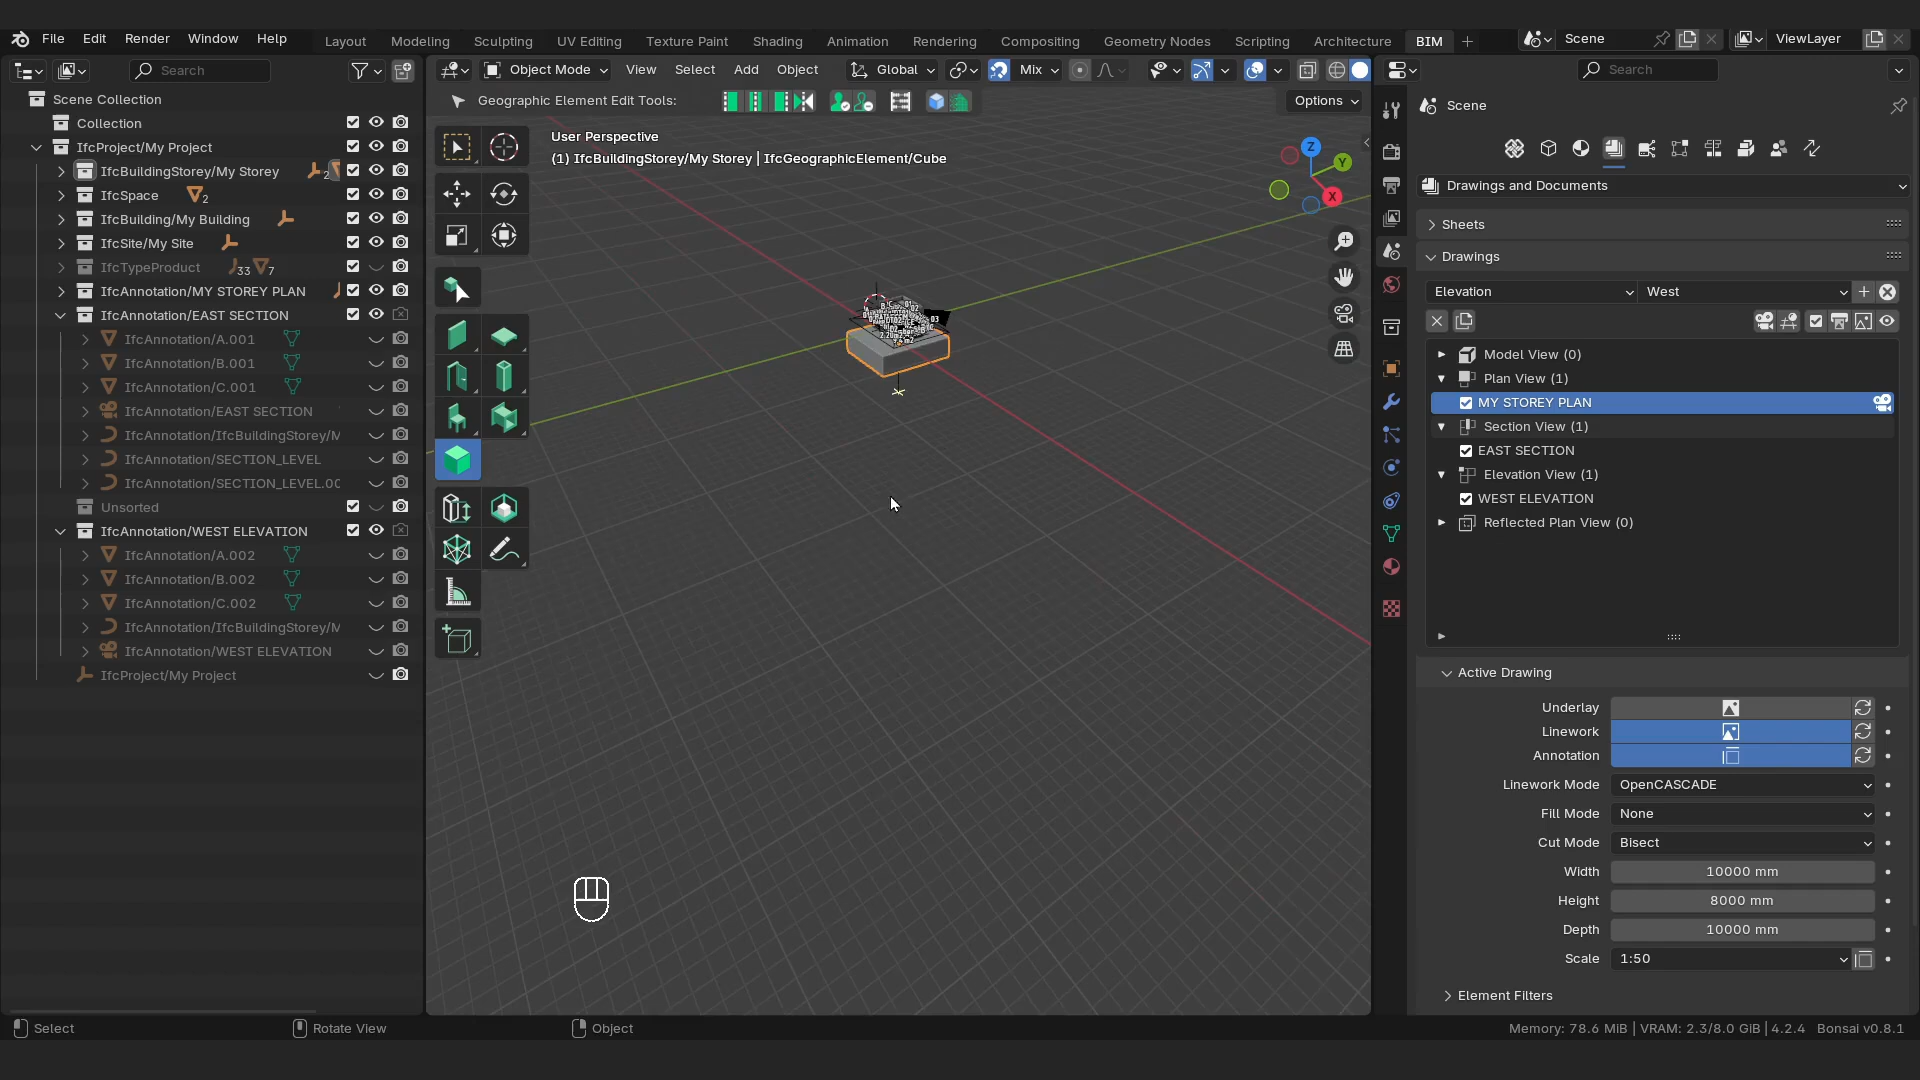 File Edit Render Window Help Layout Modeling Sculpting UV Editing Texture Paint Shading Animation Rendering Compositing Geometry Nodes Scripting Architecture BIM Scene ViewLayer
Search
Object Mode View Select Add Object Global Mix
Search
Geographic Element Edit Tools:
Options
Scene Collection
Collection
IfcProject/My Project
IfcBuildingStorey/My Storey 2
IfcSpace 2
IfcBuilding/My Building
IfcSite/My Site
IfcTypeProduct 33 7
IfcAnnotation/MY STOREY PLAN
IfcAnnotation/EAST SECTION
IfcAnnotation/A.001
IfcAnnotation/B.001
IfcAnnotation/C.001
IfcAnnotation/EAST SECTION
IfcAnnotation/IfcBuildingStorey/M
IfcAnnotation/SECTION_LEVEL
IfcAnnotation/SECTION_LEVEL.00
Unsorted
IfcAnnotation/WEST ELEVATION
IfcAnnotation/A.002
IfcAnnotation/B.002
IfcAnnotation/C.002
IfcAnnotation/IfcBuildingStorey/M
IfcAnnotation/WEST ELEVATION
IfcProject/My Project
User Perspective
(1) IfcBuildingStorey/My Storey | IfcGeographicElement/Cube
Z
Y
X
03
Scene
Drawings and Documents
Sheets
Drawings
Elevation West
Model View (0)
Plan View (1)
MY STOREY PLAN
Section View (1)
EAST SECTION
Elevation View (1)
WEST ELEVATION
Reflected Plan View (0)
Active Drawing
Underlay
Linework
Annotation
Linework Mode OpenCASCADE
Fill Mode None
Cut Mode Bisect
Width 10000 mm
Height 8000 mm
Depth 10000 mm
Scale 1:50
Element Filters
Select Rotate View Object Memory: 78.6 MiB | VRAM: 2.3/8.0 GiB | 4.2.4 Bonsai v0.8.1